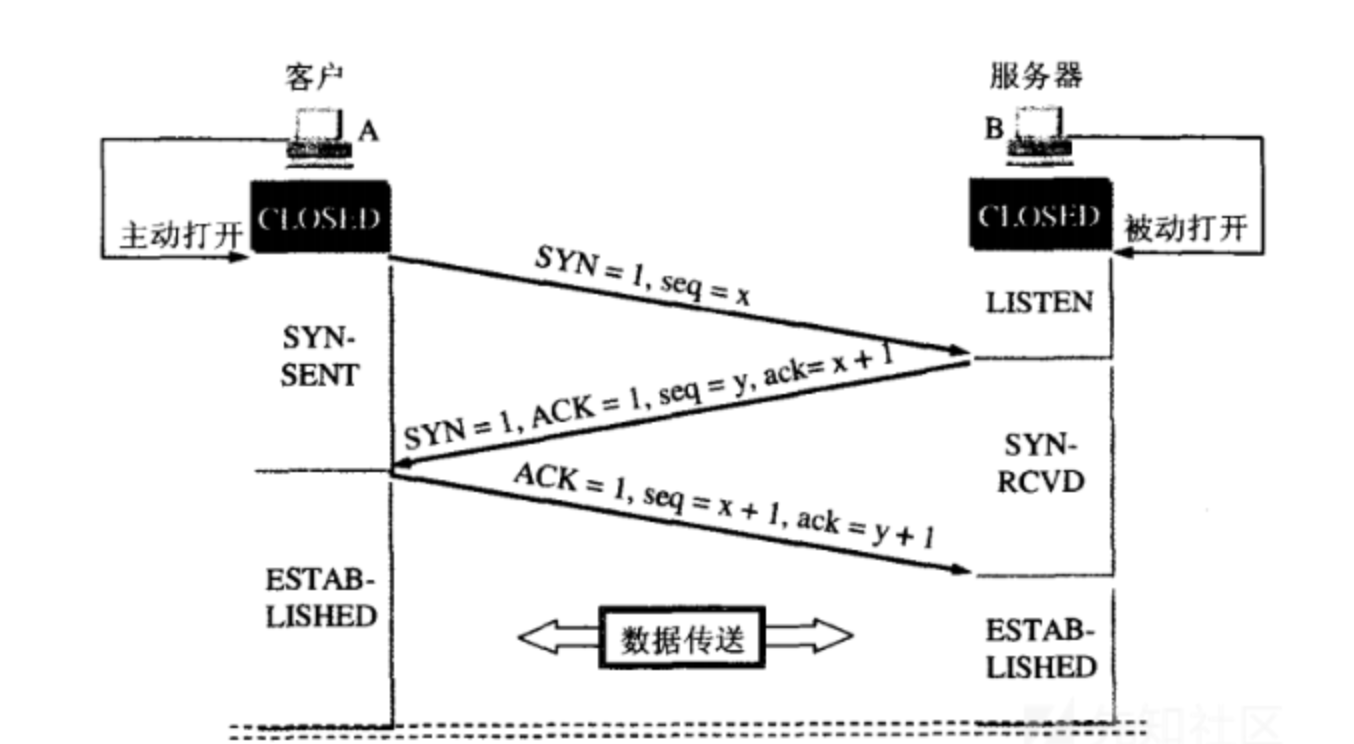 客户
服务器
A
B
CLOSED
CLOSED
主动打开
被动打开
SYN = 1, seq = x
LISTEN
SYN-
SENT
SYN = 1, ACK = 1, seq = y, ack= x + 1
SYN-
RCVD
ACK = 1, seq = x + 1, ack = y + 1
ESTAB-
LISHED
数据传送
ESTAB-
LISHED
知社区